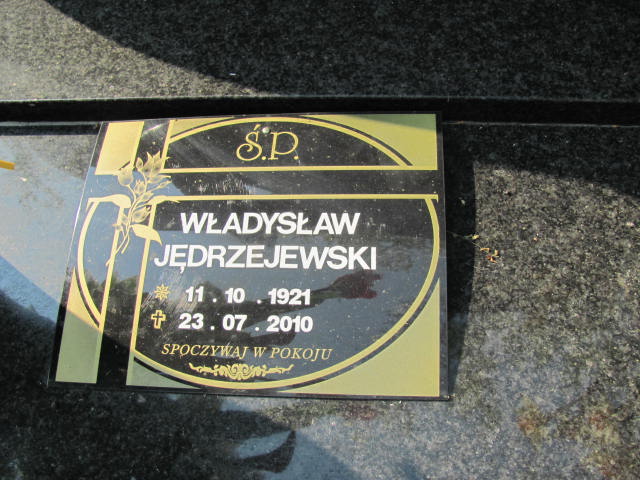 Ś.P.
WŁADYSŁAW
JĘDRZEJEWSKI
11.10.1921
23.07.2010
SPOCZYWAJ W POKOJU